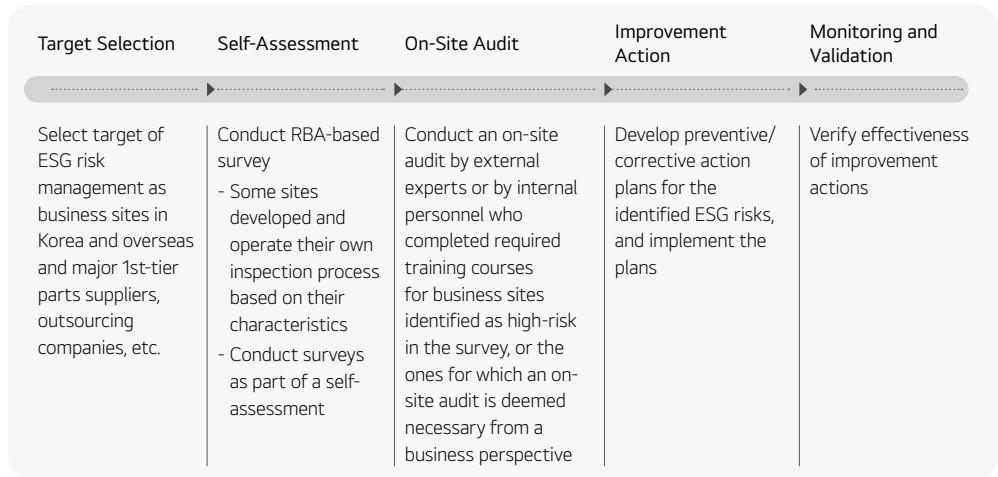 Target Selection
Self-Assessment
On-Site Audit
Improvement
Action
Monitoring and
Validation
Select target of
ESG risk
management as
business sites in
Korea and overseas
and major 1st-tier
parts suppliers,
outsourcing
companies, etc.
Conduct RBA-based
survey
- Some sites
developed and
operate their own
inspection process
based on their
characteristics
- Conduct surveys
as part of a self-
assessment
Conduct an on-site
audit by external
experts or by internal
personnel who
completed required
training courses
for business sites
identified as high-risk
in the survey, or the
ones for which an on-
site audit is deemed
necessary from a
business perspective
Develop preventive/
corrective action
plans for the
identified ESG risks,
and implement the
plans
Verify effectiveness
of improvement
actions